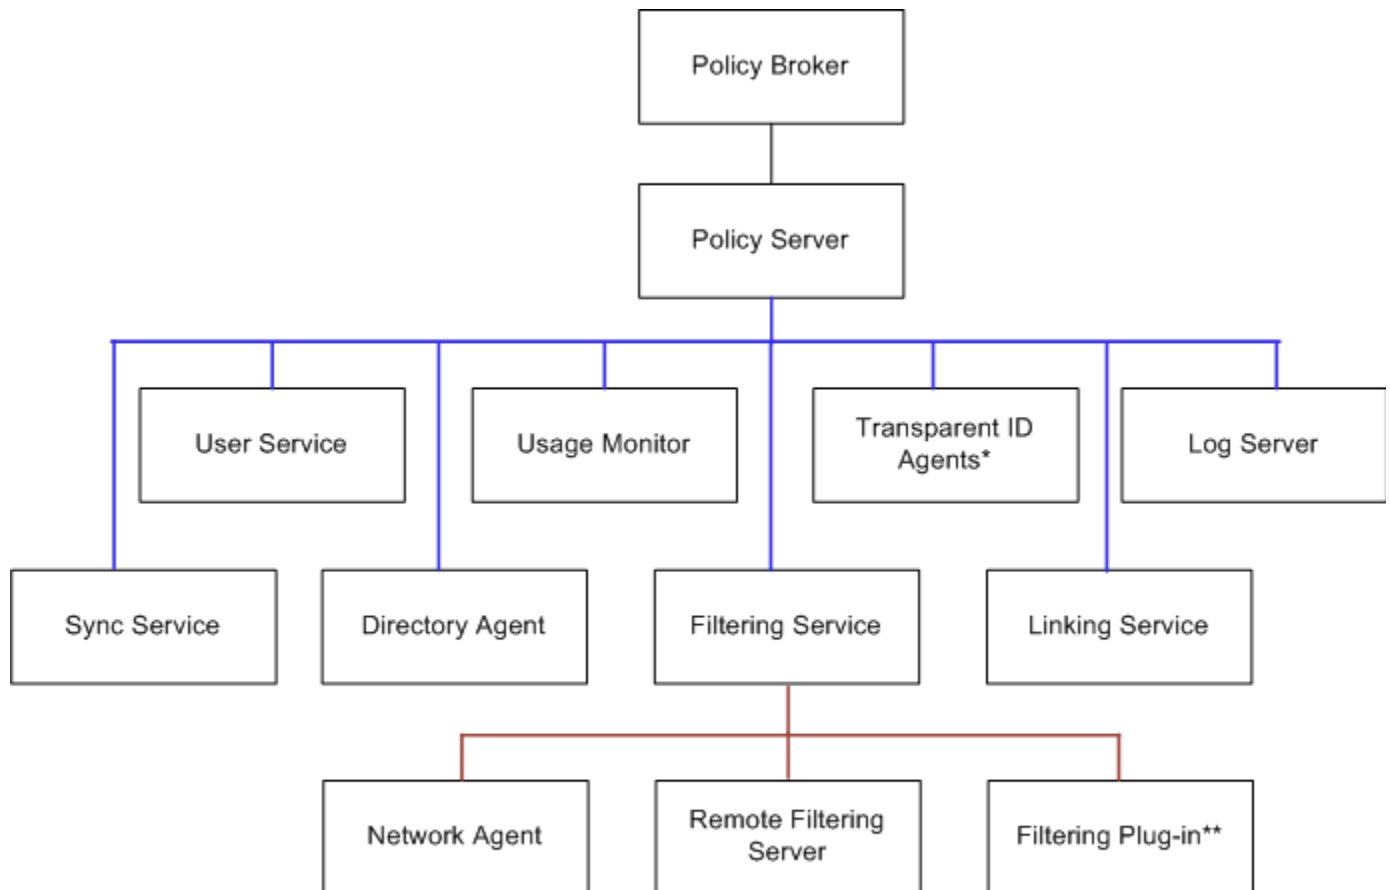 Policy Broker
Policy Server
User Service
Usage Monitor
Transparent ID
Agents*
Log Server
Sync Service
Directory Agent
Filtering Service
Linking Service
Network Agent
Remote Filtering
Server
Filtering Plug-in**